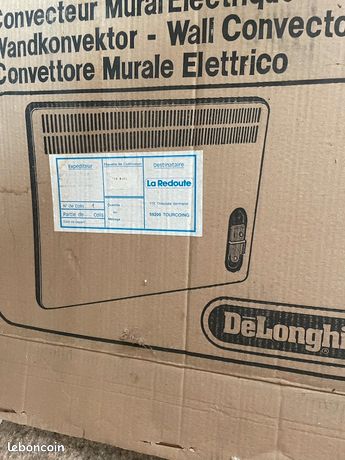 Convecteur Mural Electrique
Wandkonvektor - Wall Convecto
Convettore Murale Elettrico
Expéditeur
Destinataire
La Redoute
59200 TOURCOING
N° de Colis 1
Partie de Colis
DeLonghi
leboncoin